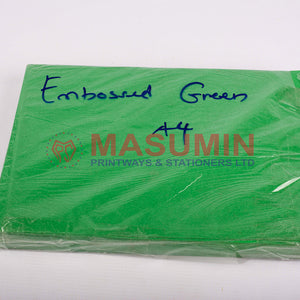 Embossed Green
A4
MASUMIN
PRINTWAYS & STATIONERS LTD